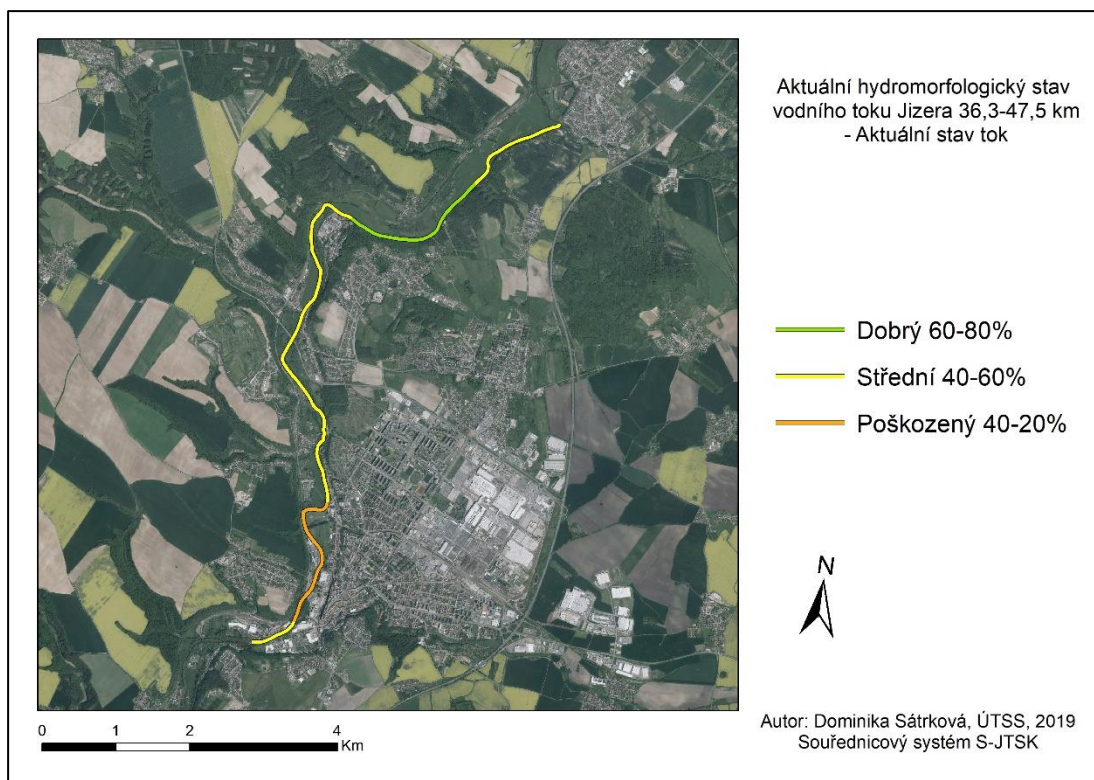 Aktuální hydromorfologický stav
vodního toku Jizera 36,3-47,5 km
- Aktuální stav tok
Dobrý 60-80%
Střední 40-60%
Poškozený 40-20%
N
0 1 2 4
Km
Autor: Dominika Sátrková, ÚTSS, 2019
Souřednicový systém S-JTSK